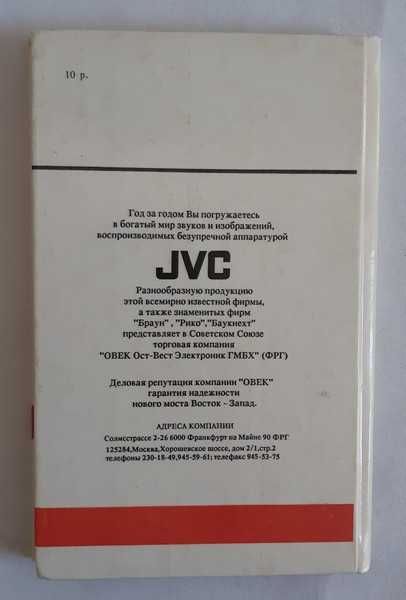 10 р.
Год за годом Вы погружаетесь
в богатый мир звуков и изображений,
воспроизводимых безупречной аппаратурой
JVC
Разнообразную продукцию
этой всемирно известной фирмы,
а также знаменитых фирм
"Браун", "Рико","Баукнехт"
представляет в Советском Союзе
торговая компания
"ОВЕК Ост-Вест Электроник ГМБХ" (ФРГ)
Деловая репутация компании "ОВЕК"
гарантия надежности
нового моста Восток - Запад.
АДРЕСА КОМПАНИИ
Солмсстрассе 2-26 6000 Франкфурт на Майне 90 ФРГ
125284,Москва,Хорошевское шоссе, дом 2/1,стр.2
телефоны 230-18-49,945-59-61; телефакс 945-53-75